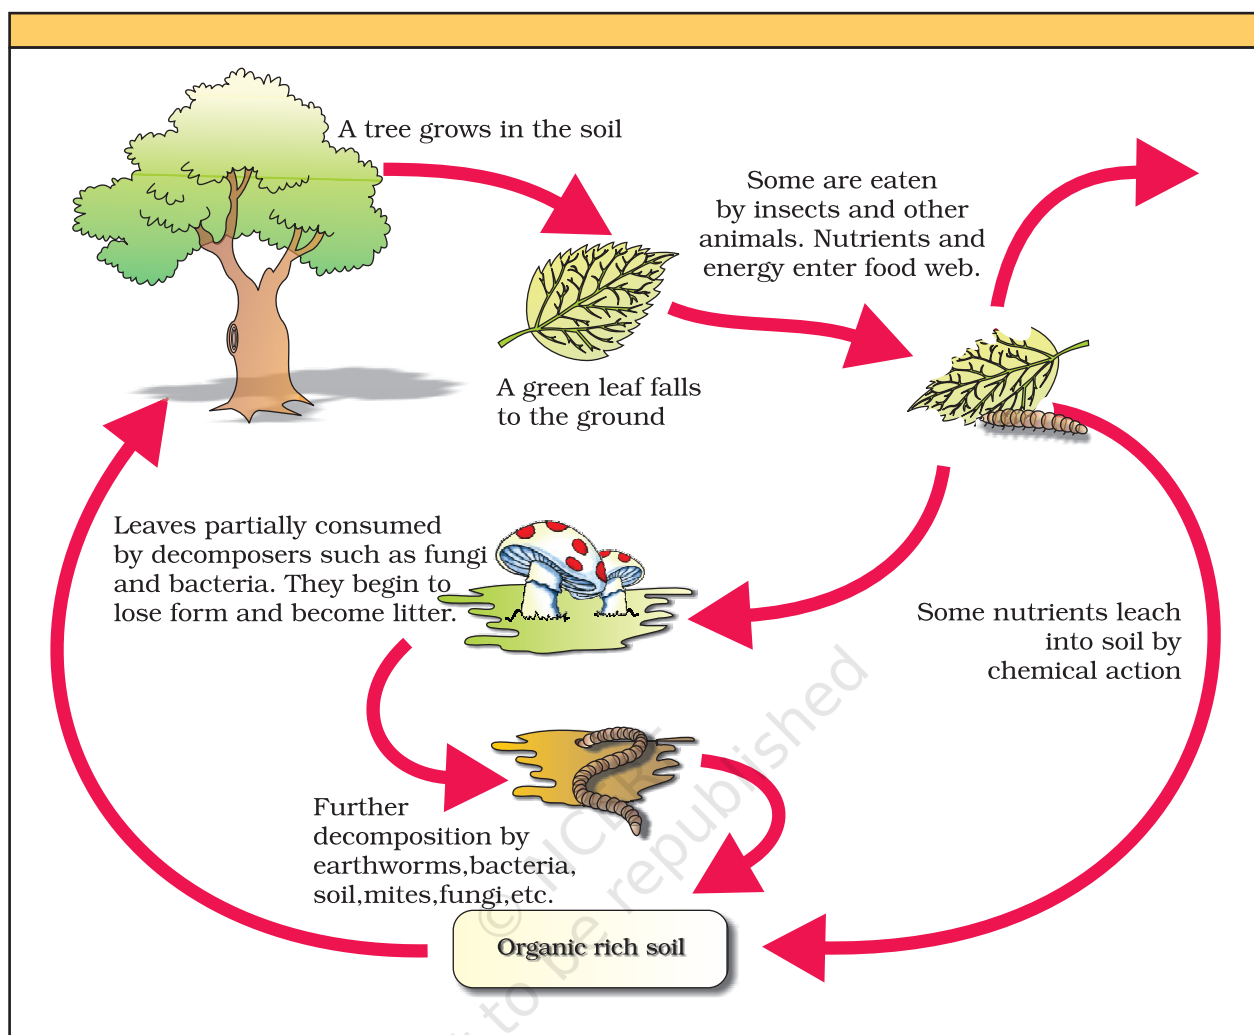 A tree grows in the soil
Some are eaten
by insects and other
animals. Nutrients and
energy enter food web.
A green leaf falls
to the ground
Leaves partially consumed
by decomposers such as fungi
and bacteria. They begin to
lose form and become litter.
Some nutrients leach
into soil by
chemical action
Further
decomposition by
earthworms,bacteria,
soil,mites,fungi,etc.
Organic rich soil
© NCERT
to be republished